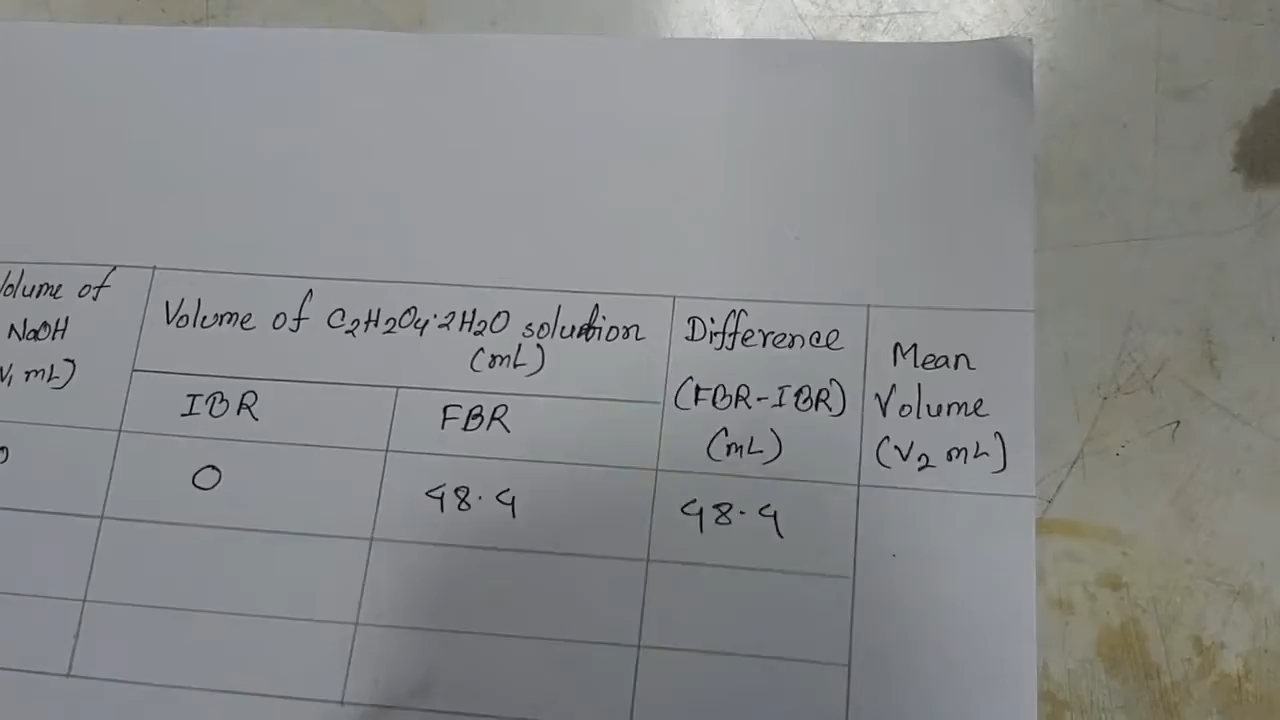 Volume of
NaOH
(V1 mL)
Volume of C2H2O4·2H2O solution
(mL)
IBR
FBR
Difference
(FBR-IBR)
(mL)
Mean
Volume
(V2 mL)
0
48.4
48.4